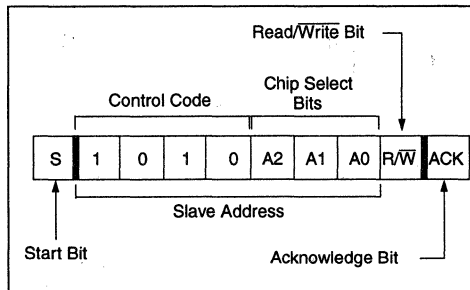 Read/Write Bit
Chip Select
Control Code
Bits
S 1 0 1 0 A2 A1 A0 R/W ACK
Slave Address
Start Bit
Acknowledge Bit